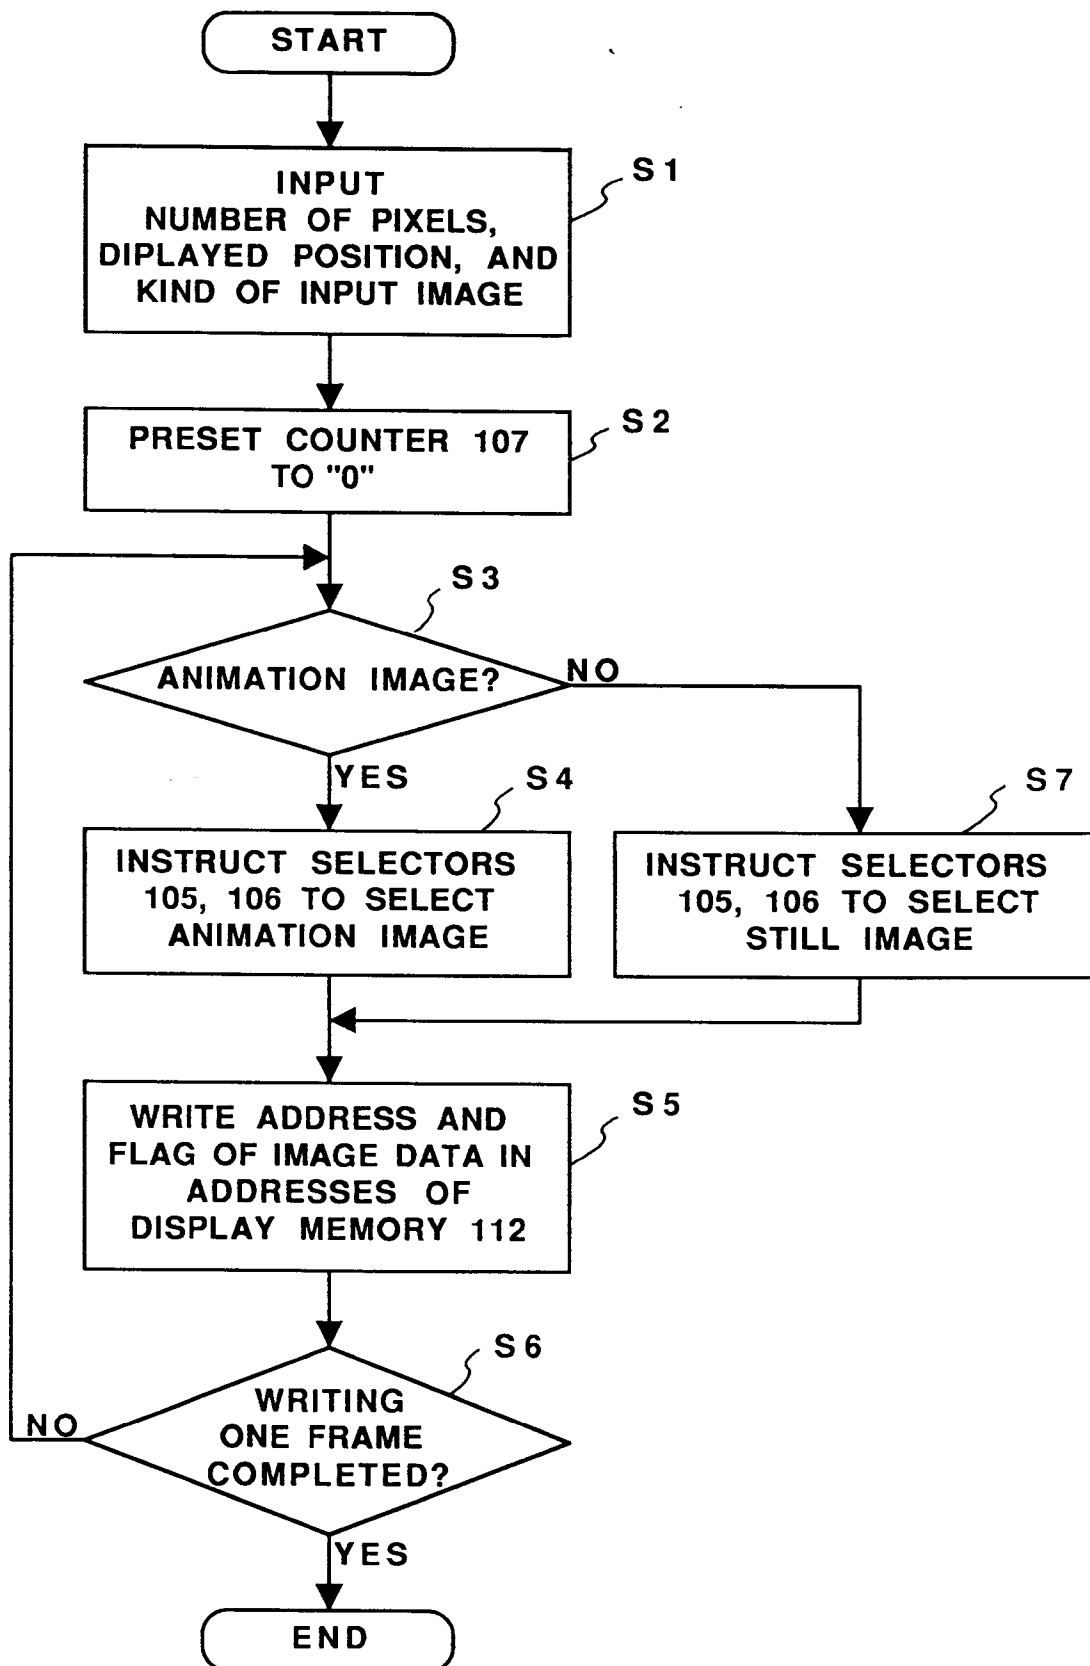 START
S1
INPUT
NUMBER OF PIXELS,
DIPLAYED POSITION, AND
KIND OF INPUT IMAGE
S2
PRESET COUNTER 107
TO "0"
S3
ANIMATION IMAGE?
NO
YES
S4
S7
INSTRUCT SELECTORS
105, 106 TO SELECT
ANIMATION IMAGE
INSTRUCT SELECTORS
105, 106 TO SELECT
STILL IMAGE
S5
WRITE ADDRESS AND
FLAG OF IMAGE DATA IN
ADDRESSES OF
DISPLAY MEMORY 112
S6
WRITING
ONE FRAME
COMPLETED?
NO
YES
END